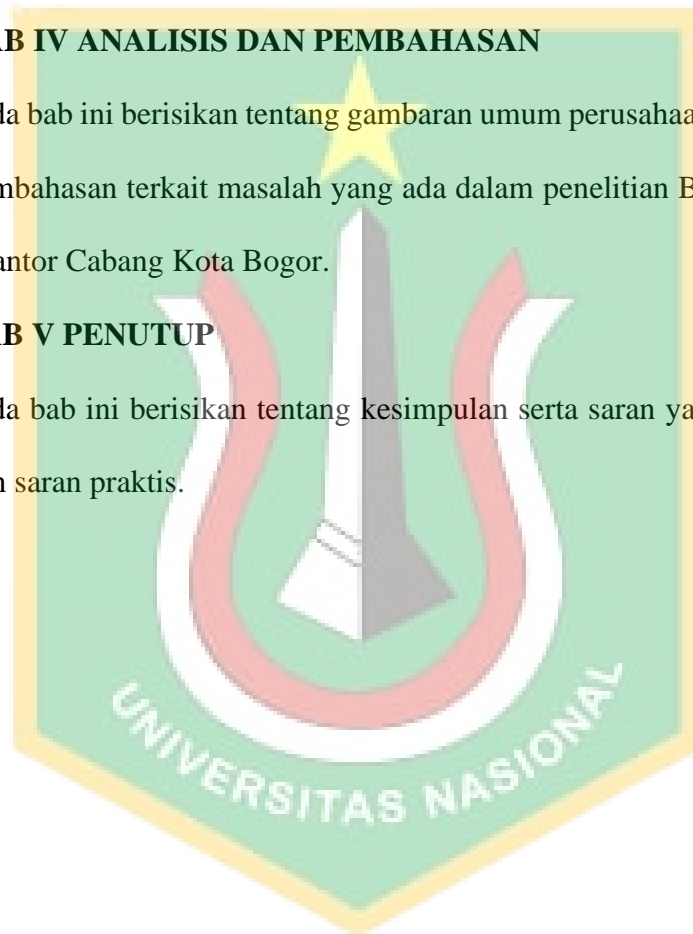 AB IV ANALISIS DAN PEMBAHASAN
da bab ini berisikan tentang gambaran umum perusahaa
mbahasan terkait masalah yang ada dalam penelitian B
antor Cabang Kota Bogor.
AB V PENUTUP
da bab ini berisikan tentang kesimpulan serta saran ya
n saran praktis.
UNIVERSITAS NASIONAL